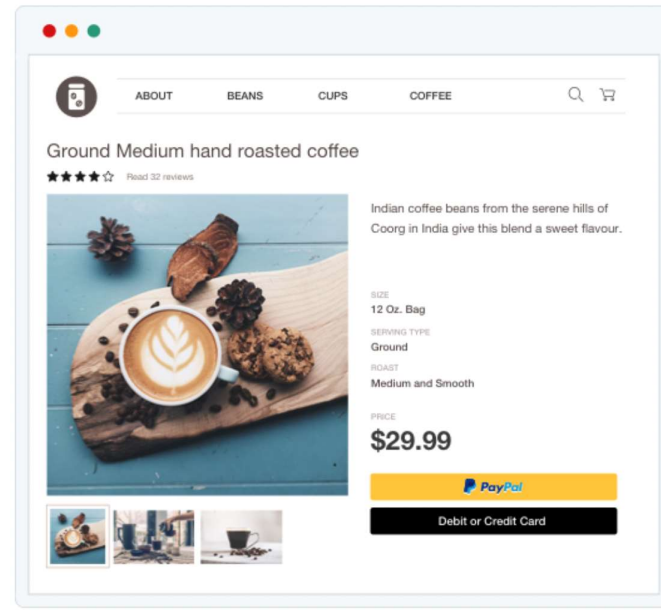 ABOUT BEANS CUPS COFFEE
Ground Medium hand roasted coffee
Read 32 reviews
Indian coffee beans from the serene hills of
Coorg in India give this blend a sweet flavour.
SIZE
12 Oz. Bag
SERVING TYPE
Ground
ROAST
Medium and Smooth
PRICE
$29.99
PayPal
Debit or Credit Card